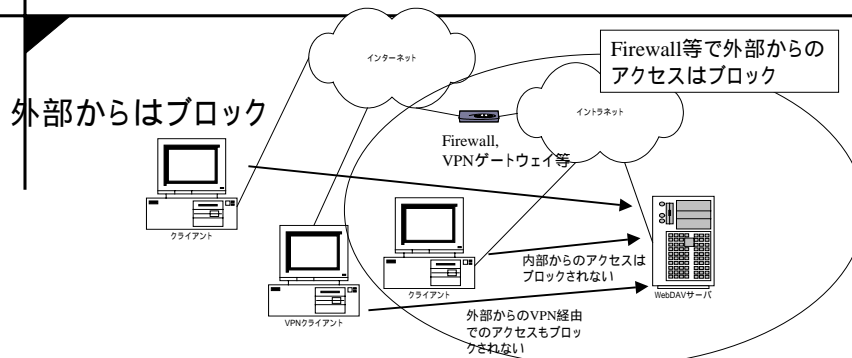 インターネット
Firewall等で外部からの
アクセスはブロック
外部からはブロック
イントラネット
Firewall,
VPNゲートウェイ等
クライアント
クライアント
VPNクライアント
内部からのアクセスは
ブロックされない
WebDAVサーバ
外部からのVPN経由
でのアクセスもブロッ
クされない